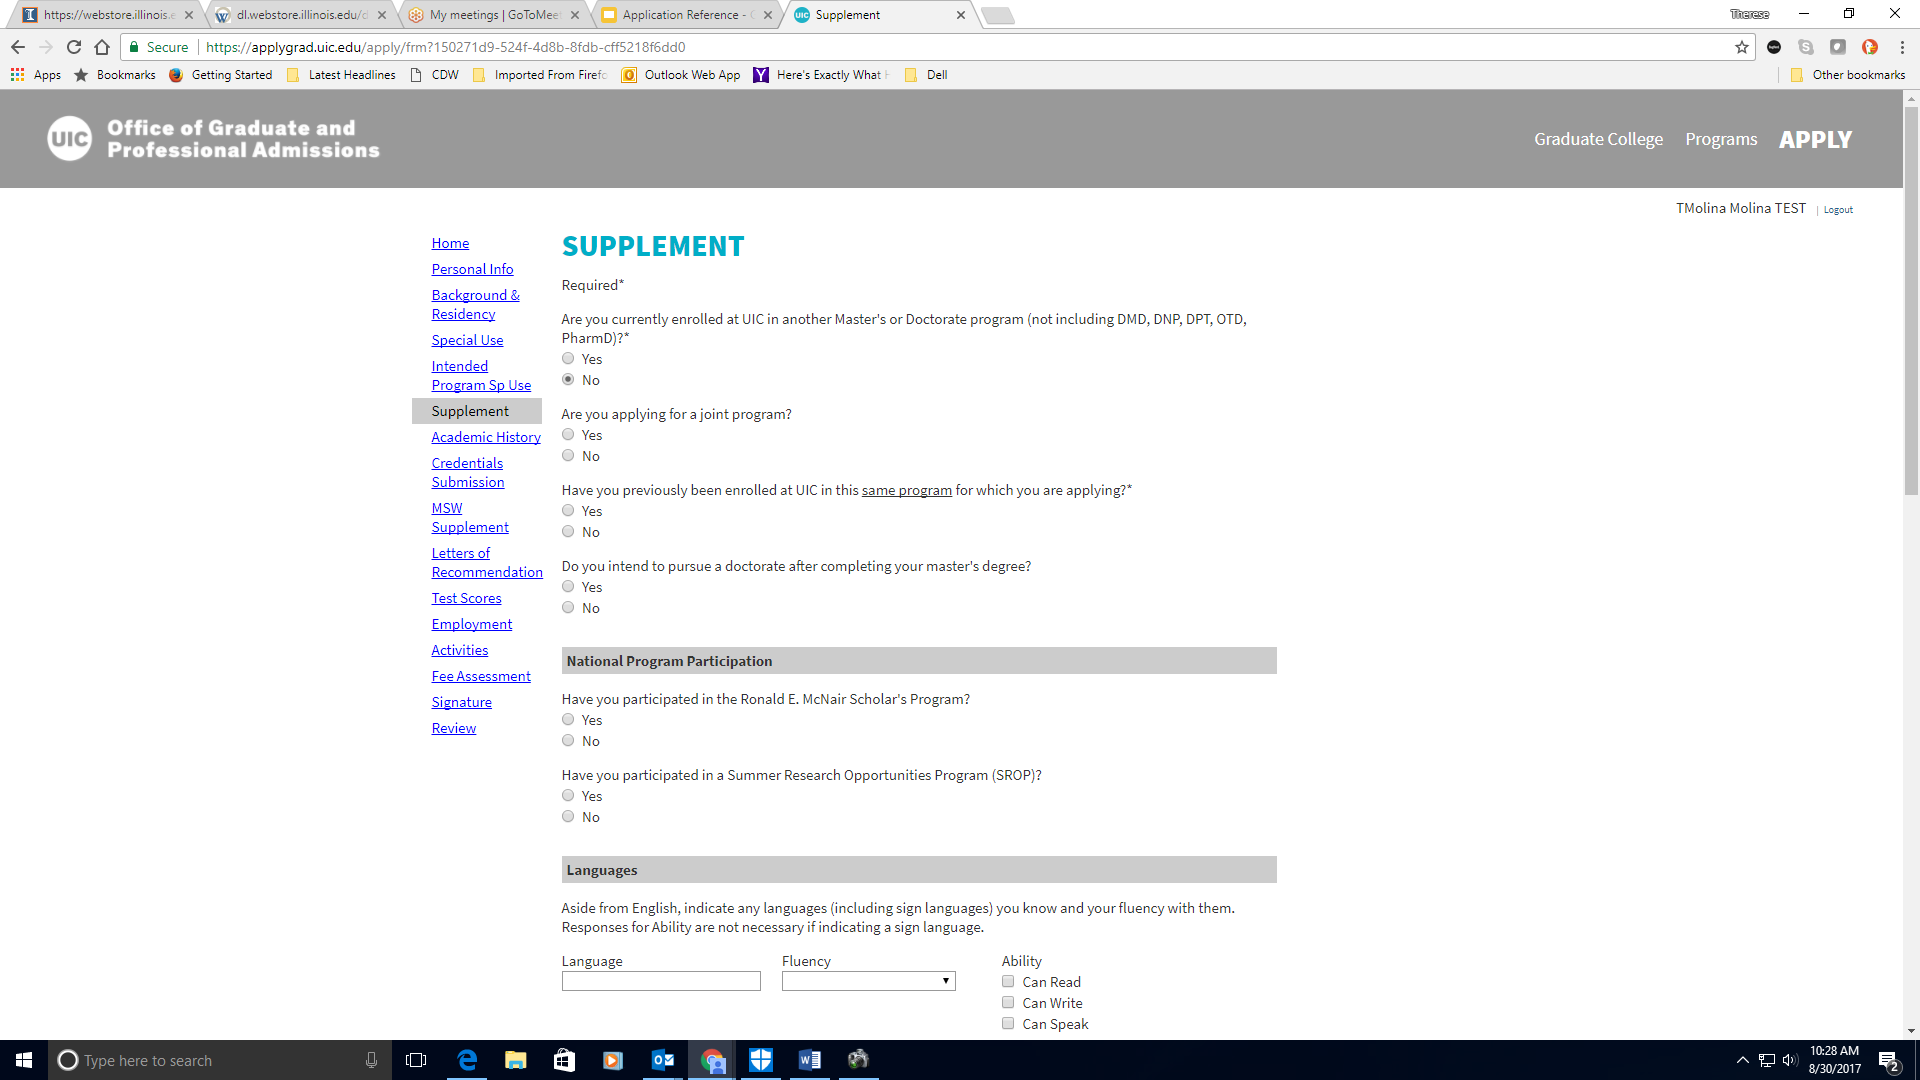 https://webstore.illinois.e
dl.webstore.illinois.edu/d
My meetings | GoToMeet
Application Reference - 
Supplement
Therese
Secure
https://applygrad.uic.edu/apply/frm?150271d9-524f-4d8b-8fdb-cff5218f6dd0
Apps
Bookmarks
Getting Started
Latest Headlines
CDW
Imported From Firefo
Outlook Web App
Here's Exactly What H
Dell
Other bookmarks
UIC
Office of Graduate and
Professional Admissions
Graduate College
Programs
APPLY
TMolina Molina TEST | Logout
Home
Personal Info
Background &
Residency
Special Use
Intended
Program Sp Use
Supplement
Academic History
Credentials
Submission
MSW
Supplement
Letters of
Recommendation
Test Scores
Employment
Activities
Fee Assessment
Signature
Review
SUPPLEMENT
Required*
Are you currently enrolled at UIC in another Master's or Doctorate program (not including DMD, DNP, DPT, OTD,
PharmD)?*
Yes
No
Are you applying for a joint program?
Yes
No
Have you previously been enrolled at UIC in this same program for which you are applying?*
Yes
No
Do you intend to pursue a doctorate after completing your master's degree?
Yes
No
National Program Participation
Have you participated in the Ronald E. McNair Scholar's Program?
Yes
No
Have you participated in a Summer Research Opportunities Program (SROP)?
Yes
No
Languages
Aside from English, indicate any languages (including sign languages) you know and your fluency with them.
Responses for Ability are not necessary if indicating a sign language.
Language
Fluency
Ability
Can Read
Can Write
Can Speak
Type here to search
10:28 AM
8/30/2017
2